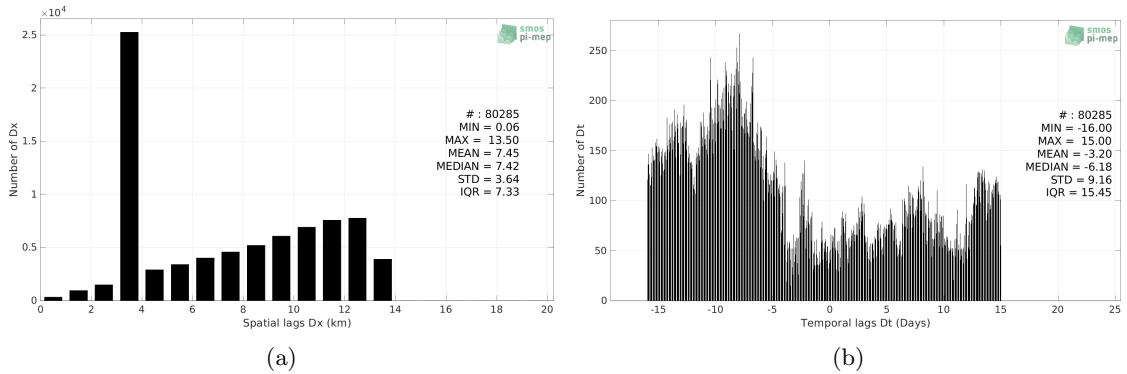 ×10⁴
2.5
2
1.5
1
0.5
0
0 2 4 6 8 10 12 14 16 18 20
Number of Dx
Spatial lags Dx (km)
smos
pi-mep
# : 80285
MIN = 0.06
MAX = 13.50
MEAN = 7.45
MEDIAN = 7.42
STD = 3.64
IQR = 7.33
(a)
250
200
150
100
50
0
-15 -10 -5 0 5 10 15 20 25
Number of Dt
Temporal lags Dt (Days)
smos
pi-mep
# : 80285
MIN = -16.00
MAX = 15.00
MEAN = -3.20
MEDIAN = -6.18
STD = 9.16
IQR = 15.45
(b)